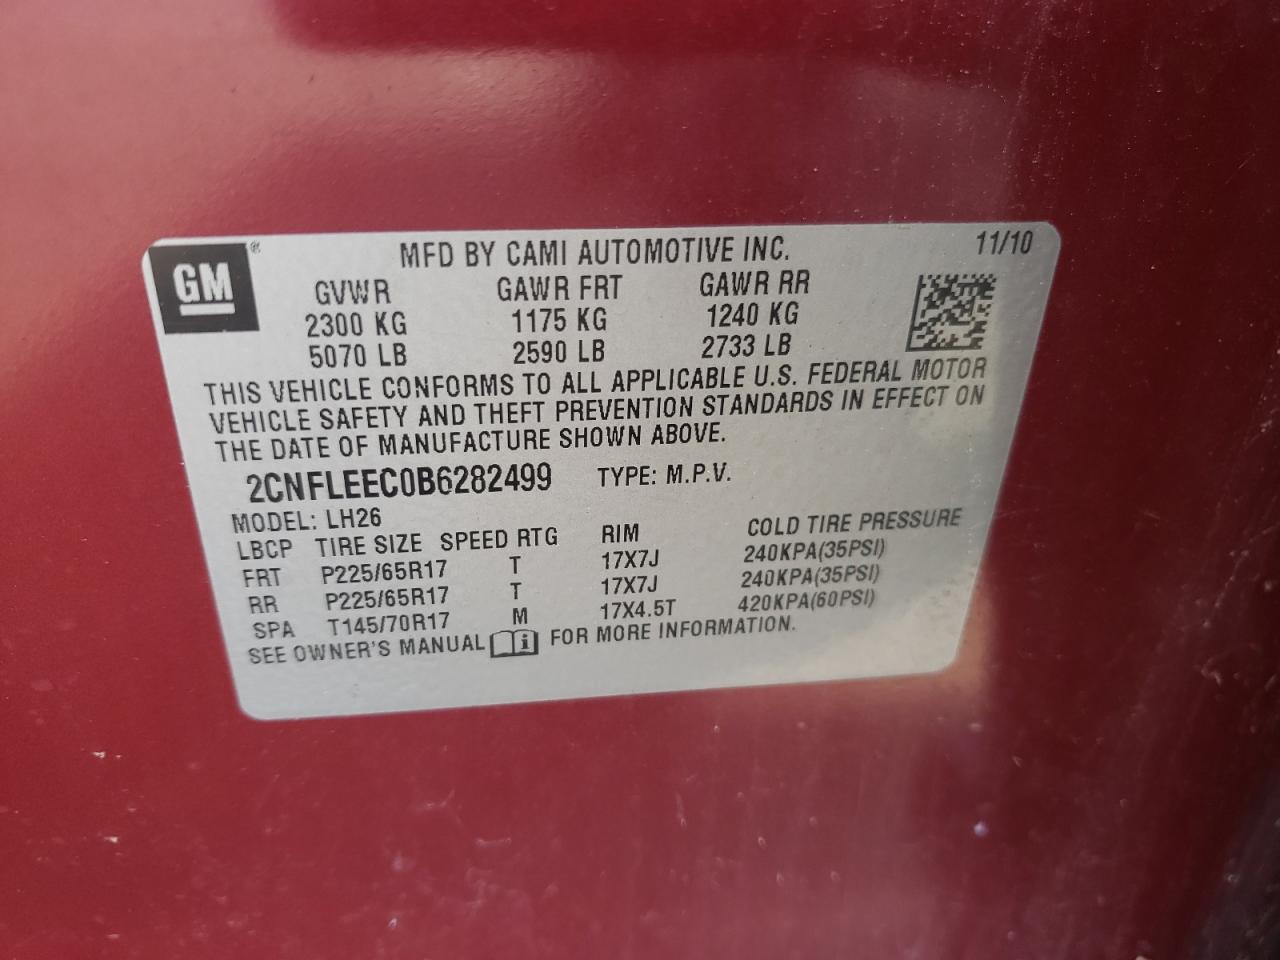 GM ® MFD BY CAMI AUTOMOTIVE INC. 11/10
GVWR GAWR FRT GAWR RR
2300 KG 1175 KG 1240 KG
5070 LB 2590 LB 2733 LB
THIS VEHICLE CONFORMS TO ALL APPLICABLE U.S. FEDERAL MOTOR
VEHICLE SAFETY AND THEFT PREVENTION STANDARDS IN EFFECT ON
THE DATE OF MANUFACTURE SHOWN ABOVE.
2CNFLEEC0B6282499 TYPE: M.P.V.
MODEL: LH26
LBCP TIRE SIZE SPEED RTG RIM COLD TIRE PRESSURE
FRT P225/65R17 T 17X7J 240KPA(35PSI)
RR P225/65R17 T 17X7J 240KPA(35PSI)
SPA T145/70R17 M 17X4.5T 420KPA(60PSI)
SEE OWNER'S MANUAL i FOR MORE INFORMATION.